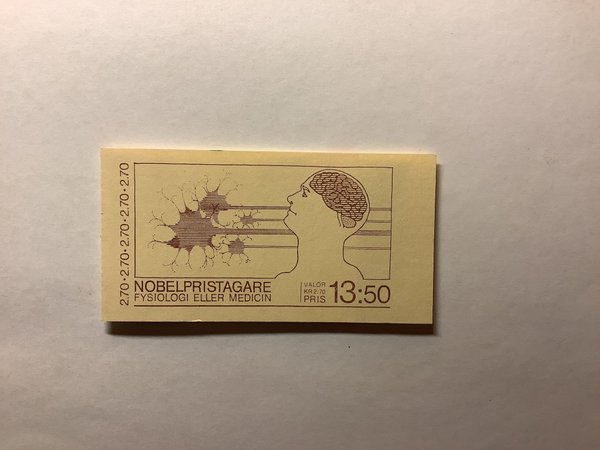 2.70 • 2.70 • 2.70 • 2.70 • 2.70
NOBELPRISTAGARE
FYSIOLOGI ELLER MEDICIN
VALÖR
KR 2.70
PRIS 13:50